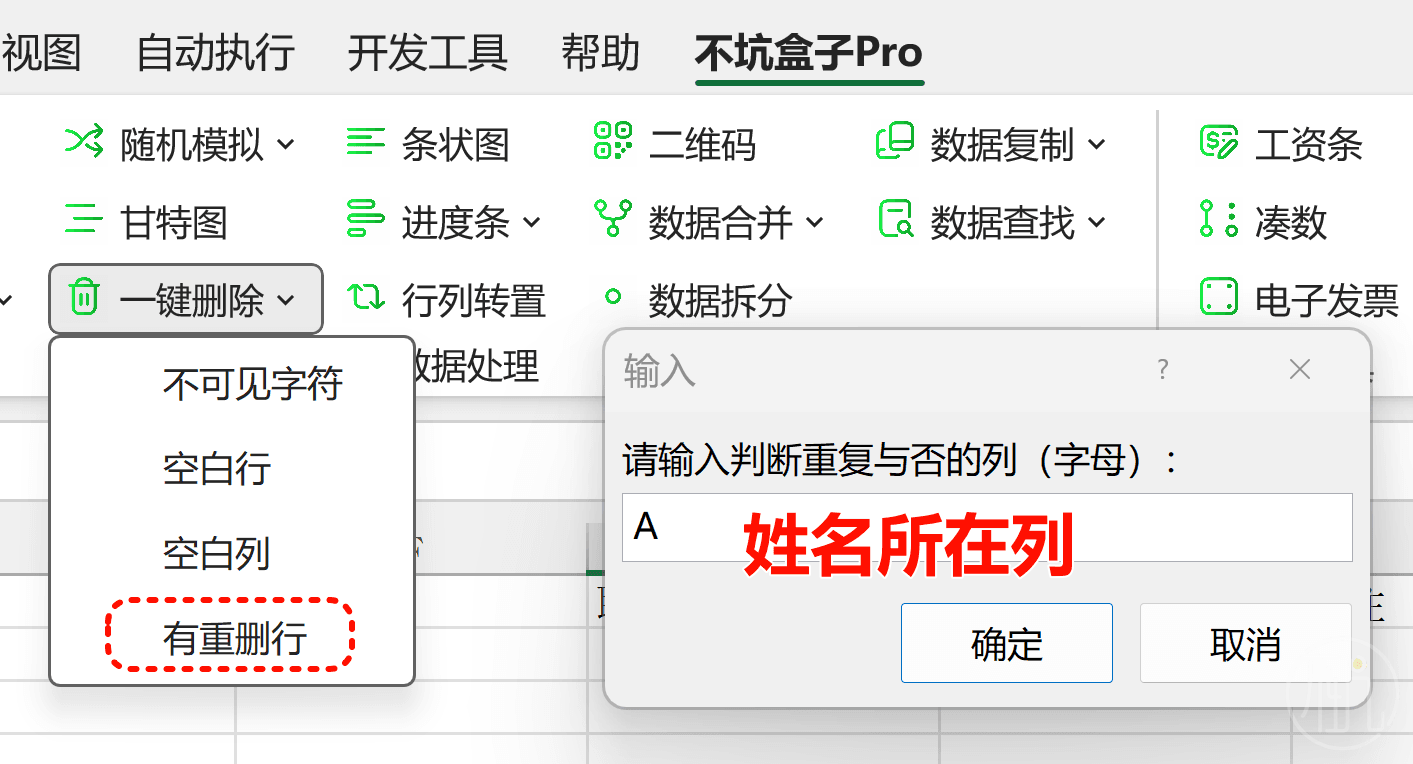 视图 自动执行 开发工具 帮助 不坑盒子Pro
随机模拟 条状图 二维码 数据复制 工资条
甘特图 进度条 数据合并 数据查找 凑数
一键删除 行列转置 数据拆分 电子发票
数据处理
不可见字符
空白行
空白列
有重删行
输入 ?
请输入判断重复与否的列（字母）:
A
姓名所在列
确定 取消